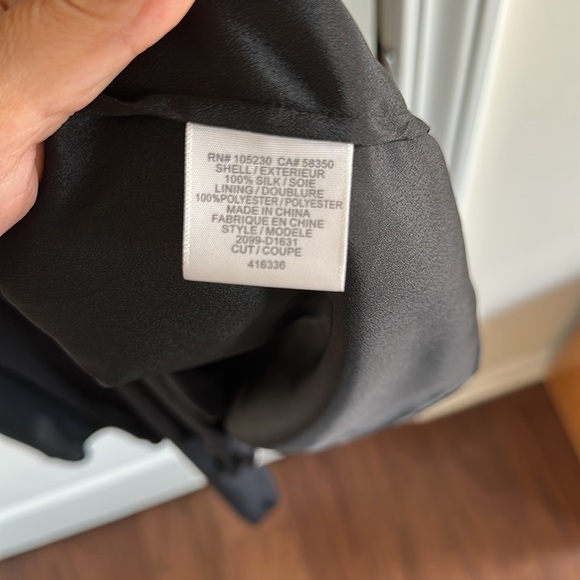 RN# 105230 CA# 58350
SHELL / EXTERIEUR
100% SILK / SOIE
LINING / DOUBLURE
100%POLYESTER / POLYESTER
MADE IN CHINA
FABRIQUE EN CHINE
STYLE / MODELE
2099-D1631
CUT / COUPE
416336